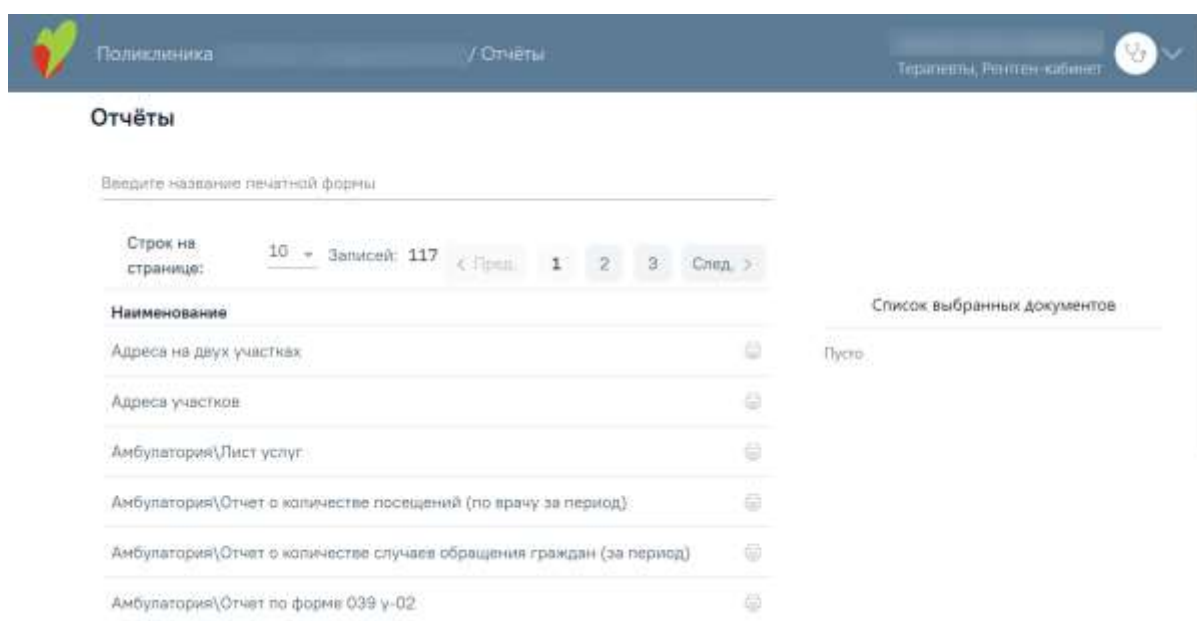 Поликлиника / Отчёты
Терапевты, Рентген-кабинет
Отчёты
Введите название печатной формы
Строк на странице:
10 Записей: 117 < Пред. 1 2 3 След. >
Наименование
Адреса на двух участках
Адреса участков
Амбулатория\Лист услуг
Амбулатория\Отчет о количестве посещений (по врачу за период)
Амбулатория\Отчет о количестве случаев обращения граждан (за период)
Амбулатория\Отчет по форме 039 у-02
Список выбранных документов
Пусто